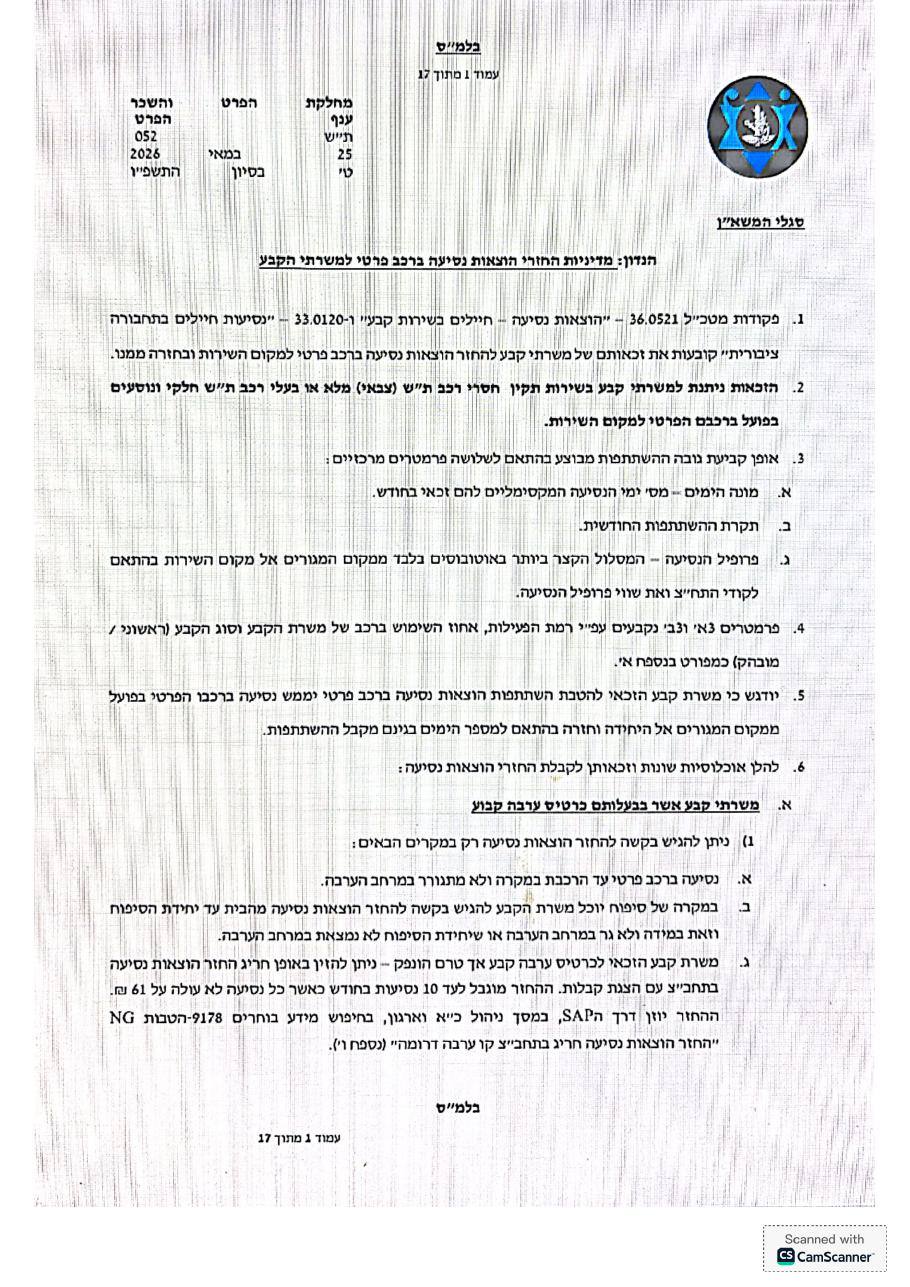 בלמ"ס
עמוד 1 מתוך 17
מחלקת הפרט והשכר
ענף הפרט
ת"ש 052
25 במאי 2026
ט' בסיון התשפ"ו
סגלי המשא"ן
הנדון: מדיניות החזרי הוצאות נסיעה ברכב פרטי למשרתי הקבע
1. פקודות מטכ"ל 36.0521 – "הוצאות נסיעה – חיילים בשירות קבע" ו-33.0120 – "נסיעות חיילים בתחבורה
ציבורית" קובעות את זכאותם של משרתי קבע להחזר הוצאות נסיעה ברכב פרטי למקום השירות ובחזרה ממנו.
2. הזכאות ניתנת למשרתי קבע בשירות תקין חסרי רכב ת"ש (צבאי) מלא או בעלי רכב ת"ש חלקי ונוסעים
בפועל ברכבם הפרטי למקום השירות.
3. אופן קביעת גובה ההשתתפות מבוצע בהתאם לשלושה פרמטרים מרכזיים:
א. מונה הימים – מס' ימי הנסיעה המקסימליים להם זכאי בחודש.
ב. תקרת ההשתתפות החודשית.
ג. פרופיל הנסיעה – המסלול הקצר ביותר באוטובוסים בלבד ממקום המגורים אל מקום השירות בהתאם
לקודי התח"צ ואת שווי פרופיל הנסיעה.
4. פרמטרים 3א' ו3ב' נקבעים עפ"י רמת הפעילות, אחוז השימוש ברכב של משרת הקבע וסוג הקבע (ראשוני /
מובהק) כמפורט בנספח א'.
5. יודגש כי משרת קבע הזכאי להטבת השתתפות הוצאות נסיעה ברכב פרטי יממש נסיעה ברכבו הפרטי בפועל
ממקום המגורים אל היחידה וחזרה בהתאם למספר הימים בגינם מקבל ההשתתפות.
6. להלן אוכלוסיות שונות וזכאותן לקבלת החזרי הוצאות נסיעה:
א. משרתי קבע אשר בבעלותם כרטיס ערבה קבוע
1) ניתן להגיש בקשה להחזר הוצאות נסיעה רק במקרים הבאים:
א. נסיעה ברכב פרטי עד הרכבת במקרה ולא מתגורר במרחב הערבה.
ב. במקרה של סיפוח יוכל משרת הקבע להגיש בקשה להחזר הוצאות נסיעה מהבית עד יחידת הסיפוח
וזאת במידה ולא גר במרחב הערבה או שיחידת הסיפוח לא נמצאת במרחב הערבה.
ג. משרת קבע הזכאי לכרטיס ערבה קבע אך טרם הונפק – ניתן להזין באופן חריג החזר הוצאות נסיעה
בתחב"צ עם הצגת קבלות. ההחזר מוגבל לעד 10 נסיעות בחודש כאשר כל נסיעה לא עולה על 61 ₪.
ההחזר יוזן דרך הSAP, במסך ניהול כ"א וארגון, בחיפוש מידע בוחרים 9178-הטבות NG
"החזר הוצאות נסיעה חריג בתחב"צ קו ערבה דרומה" (נספח ו').
בלמ"ס
עמוד 1 מתוך 17
Scanned with
CS CamScanner